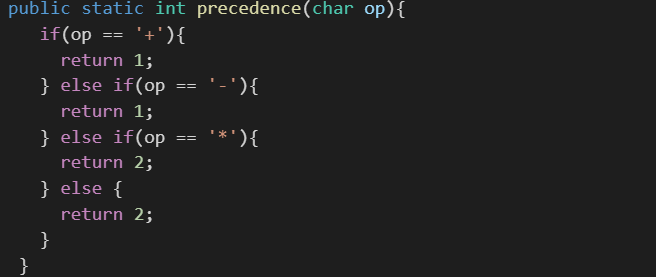 public static int precedence(char op){
if(op == '+'){
return 1;
} else if(op == '-'){
return 1;
} else if(op == '*'){
return 2;
} else {
return 2;
}
}